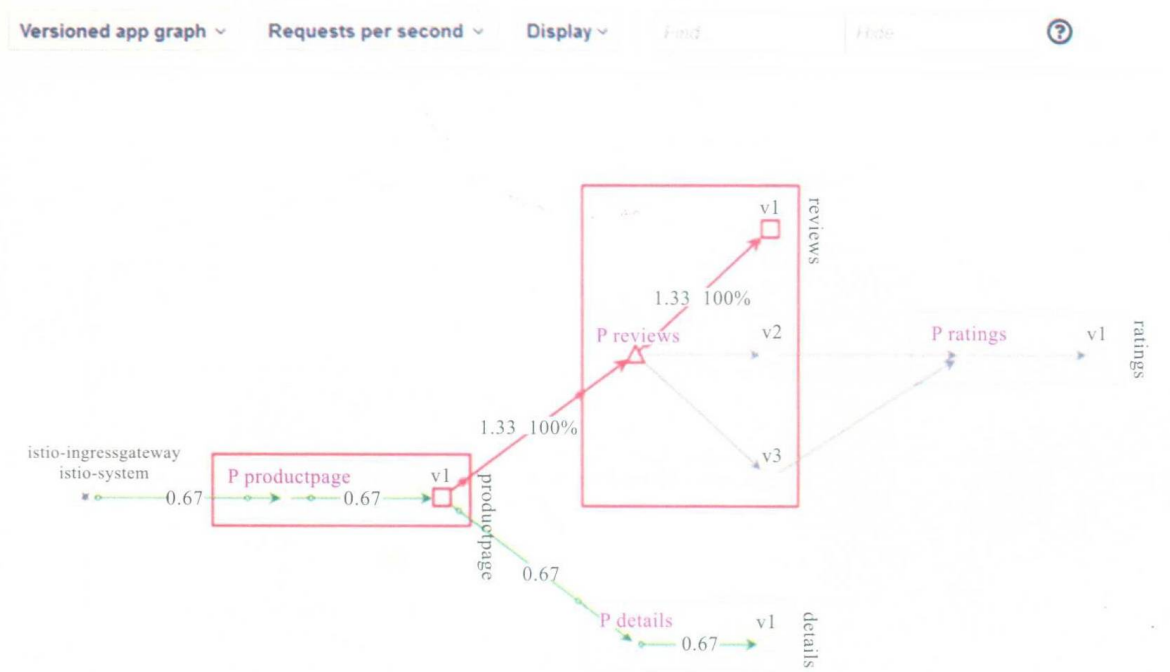 Versioned app graph
Requests per second
Display
Find...
Hide...
?
v1
reviews
1.33 100%
P reviews
v2
P ratings
v1
ratings
1.33 100%
v3
istio-ingressgateway
istio-system
P productpage
v1
0.67
0.67
productpage
0.67
P details
v1
details
0.67